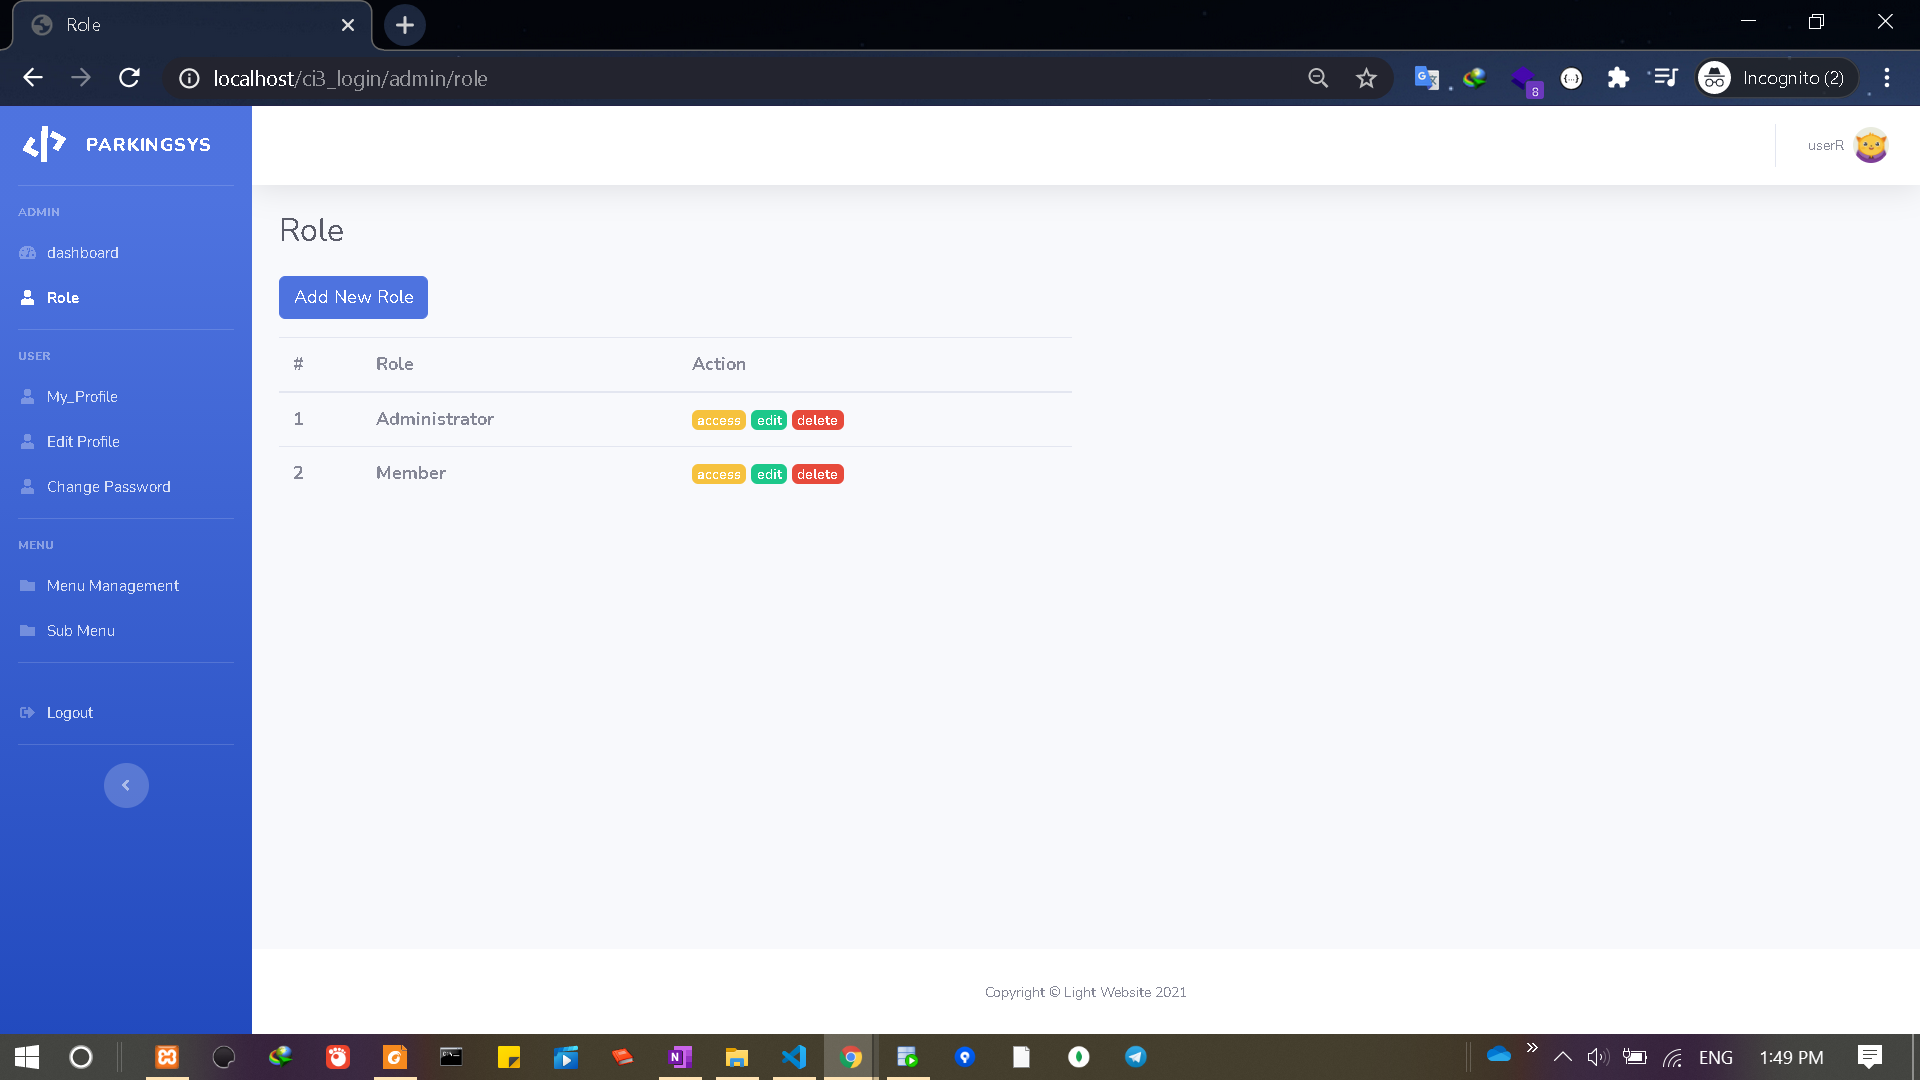 Role
localhost/ci3_login/admin/role
8
Incognito (2)
PARKINGSYS
userR
ADMIN
dashboard
Role
USER
My_Profile
Edit Profile
Change Password
MENU
Menu Management
Sub Menu
Logout
Role
Add New Role
# Role Action
1 Administrator access edit delete
2 Member access edit delete
Copyright © Light Website 2021
ENG
1:49 PM